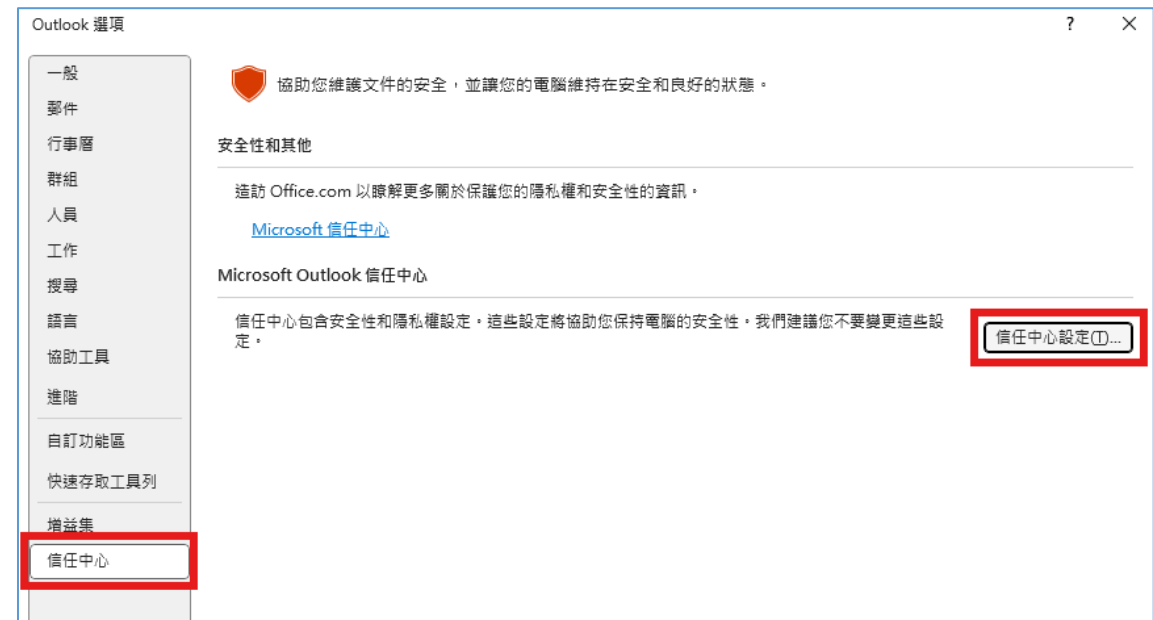 Outlook 選項
?
×
一般
郵件
行事曆
群組
人員
工作
搜尋
語言
協助工具
進階
自訂功能區
快速存取工具列
增益集
信任中心
協助您維護文件的安全，並讓您的電腦維持在安全和良好的狀態。
安全性和其他
造訪 Office.com 以瞭解更多關於保護您的隱私權和安全性的資訊。
Microsoft 信任中心
Microsoft Outlook 信任中心
信任中心包含安全性和隱私權設定。這些設定將協助您保持電腦的安全性。我們建議您不要變更這些設
定。
信任中心設定(T)...